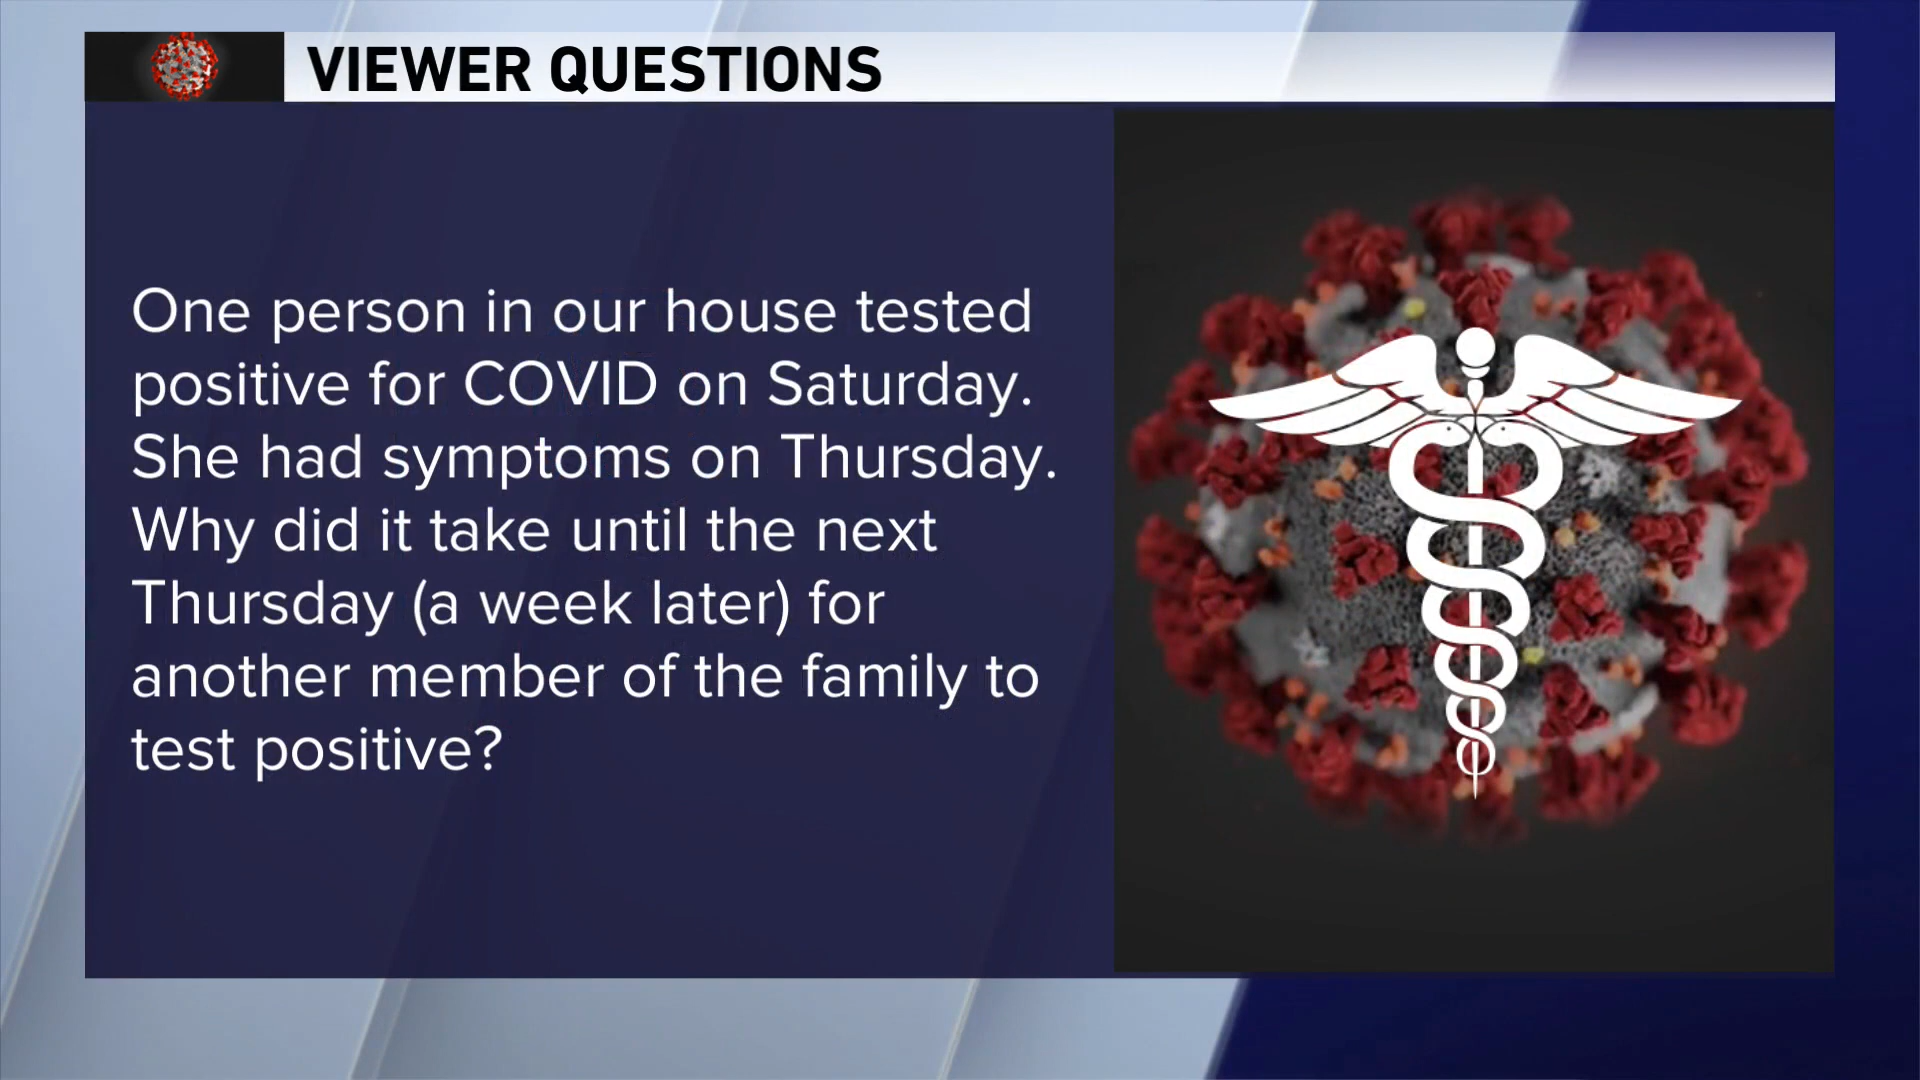 VIEWER QUESTIONS
One person in our house tested
positive for COVID on Saturday.
She had symptoms on Thursday.
Why did it take until the next
Thursday (a week later) for
another member of the family to
test positive?